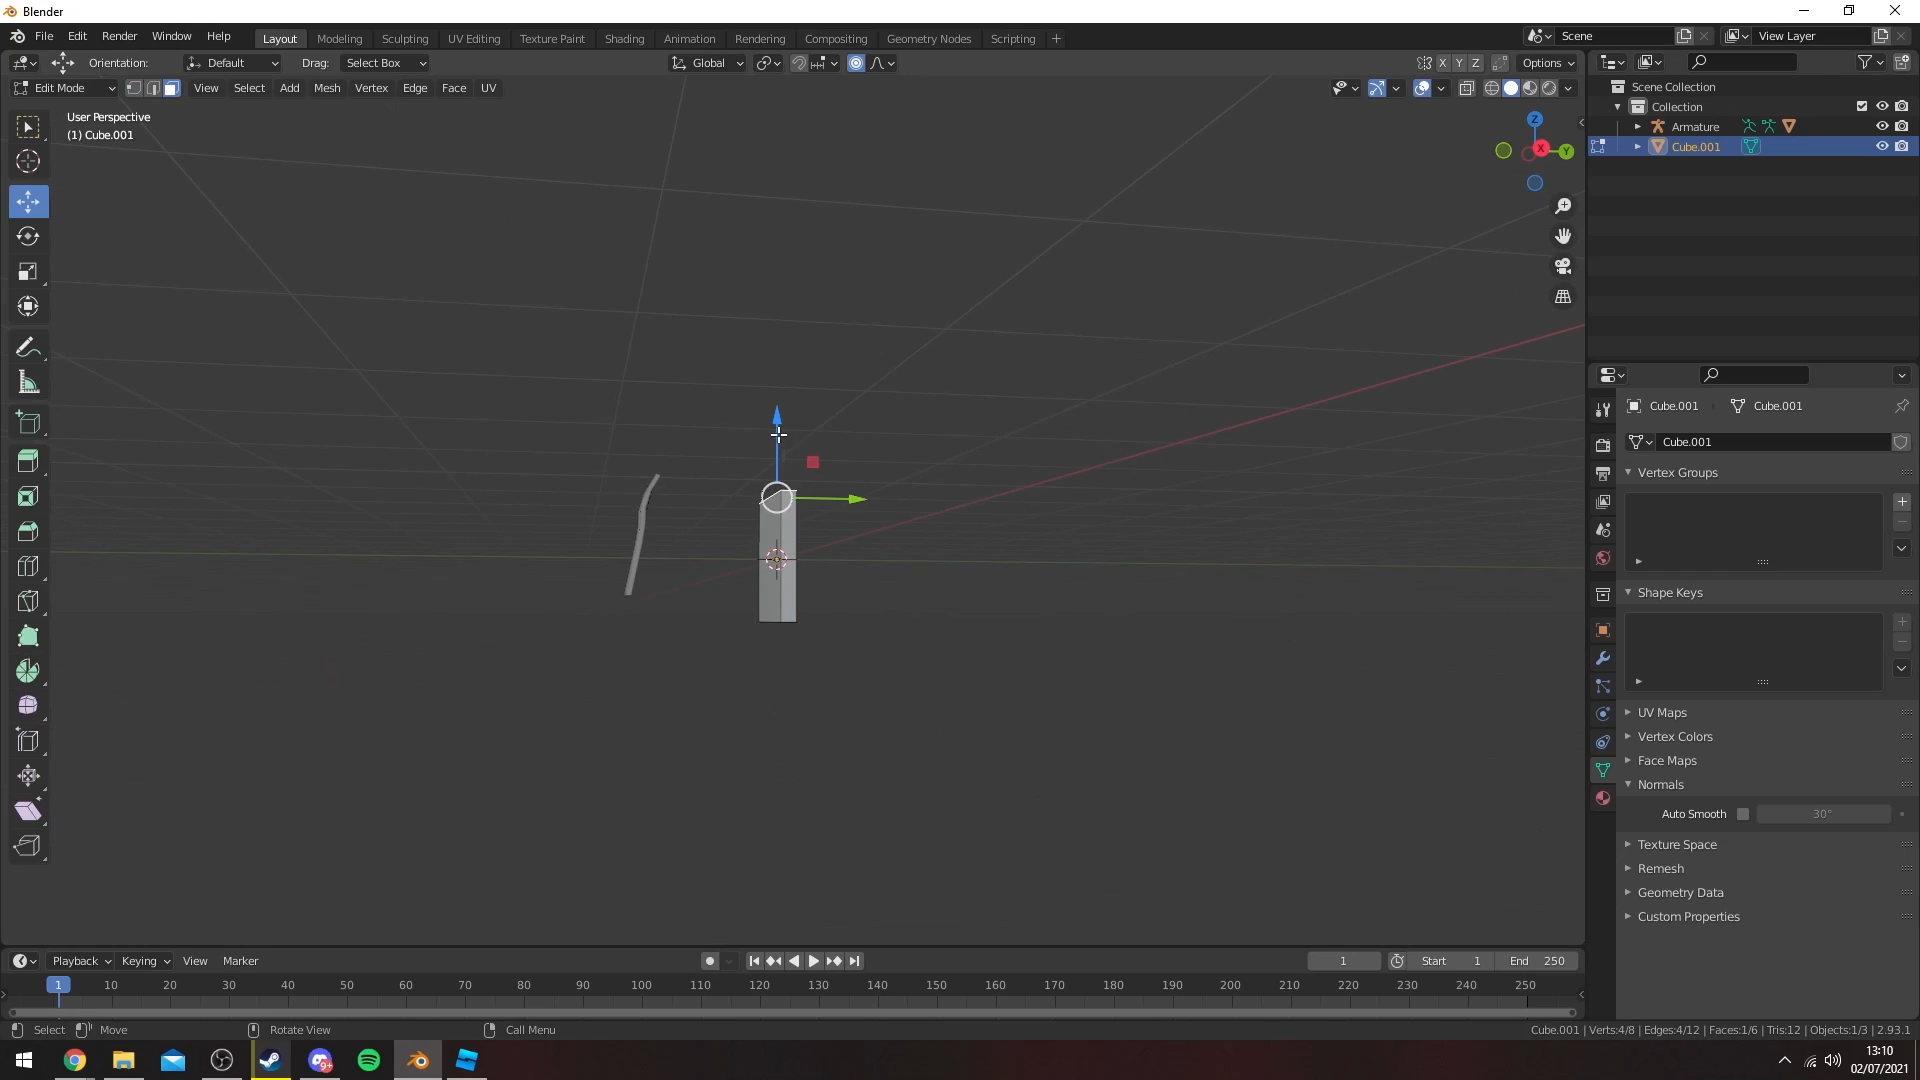 Blender
File Edit Render Window Help
Layout Modeling Sculpting UV Editing Texture Paint Shading Animation Rendering Compositing Geometry Nodes Scripting +
Scene
View Layer
Orientation: Default Drag: Select Box
Global
X Y Z Options
Edit Mode View Select Add Mesh Vertex Edge Face UV
User Perspective
(1) Cube.001
Z
X
Y
Scene Collection
Collection
Armature
Cube.001
Cube.001 Cube.001
Cube.001
Vertex Groups
Shape Keys
UV Maps
Vertex Colors
Face Maps
Normals
Auto Smooth 30°
Texture Space
Remesh
Geometry Data
Custom Properties
Playback Keying View Marker
1 Start 1 End 250
1 10 20 30 40 50 60 70 80 90 100 110 120 130 140 150 160 170 180 190 200 210 220 230 240 250
Select Move Rotate View Call Menu
Cube.001 | Verts:4/8 | Edges:4/12 | Faces:1/6 | Tris:12 | Objects:1/3 | 2.93.1
9+
13:10
02/07/2021